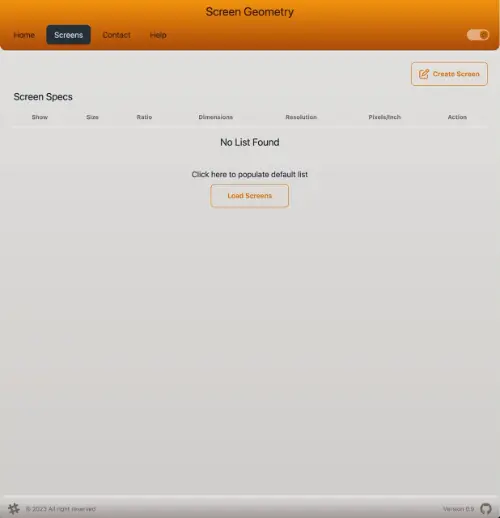 Screen Geometry
Home Screens Contact Help
Create Screen
Screen Specs
Show Size Ratio Dimensions Resolution Pixels/Inch Action
No List Found
Click here to populate default list
Load Screens
© 2023 All right reserved Version 0.9